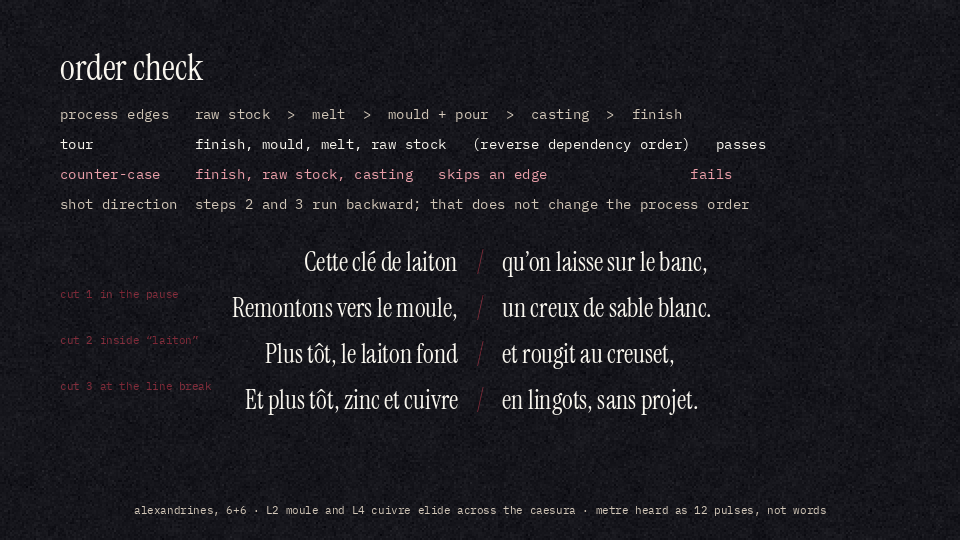 order check
process edges raw stock > melt > mould + pour > casting > finish
tour finish, mould, melt, raw stock (reverse dependency order) passes
counter-case finish, raw stock, casting skips an edge fails
shot direction steps 2 and 3 run backward; that does not change the process order
Cette clé de laiton / qu’on laisse sur le banc,
cut 1 in the pause
Remontons vers le moule, / un creux de sable blanc.
cut 2 inside “laiton”
Plus tôt, le laiton fond / et rougit au creuset,
cut 3 at the line break
Et plus tôt, zinc et cuivre / en lingots, sans projet.
alexandrines, 6+6 · L2 moule and L4 cuivre elide across the caesura · metre heard as 12 pulses, not words